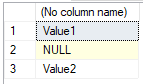 (No column name)
1 Value1
2 NULL
3 Value2